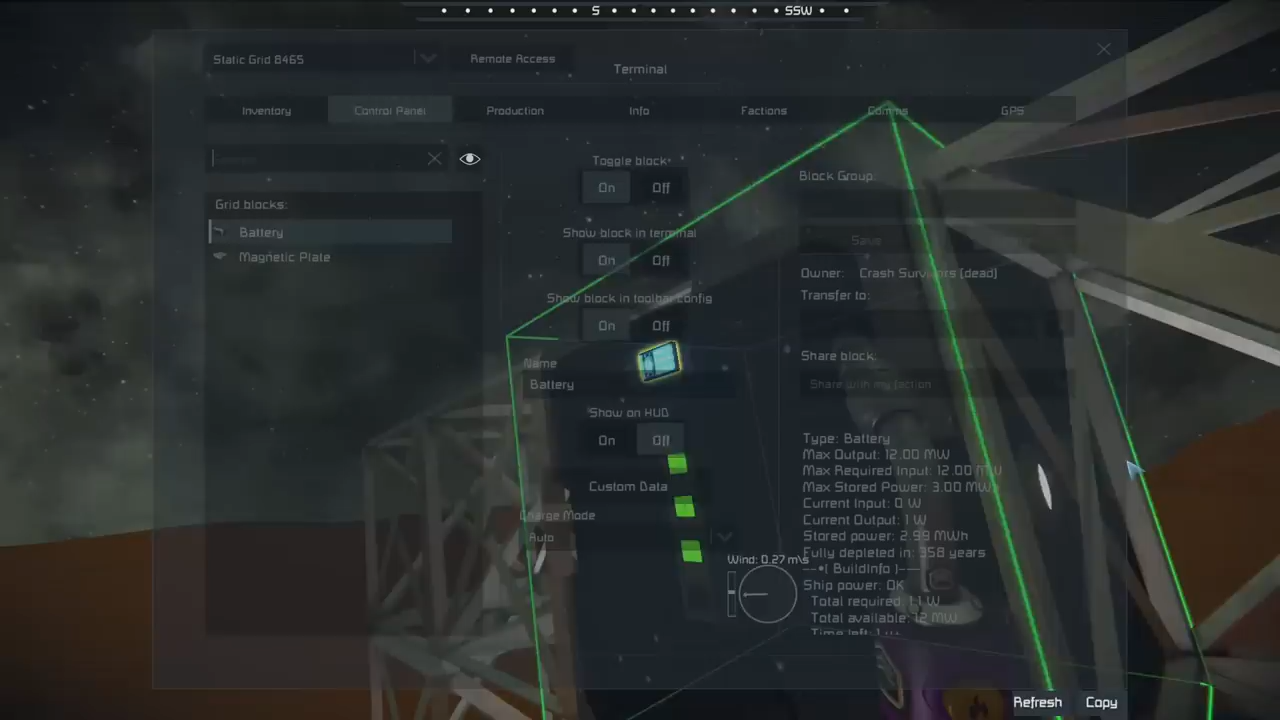 S SSW
Static Grid 8465
Remote Access
Terminal
Inventory
Control Panel
Production
Info
Factions
Comms
GPS
Grid blocks:
Battery
Magnetic Plate
Toggle block
On Off
Show block in terminal
On Off
Show block in toolbar config
On Off
Name
Battery
Show on HUD
On Off
Custom Data
Charge Mode
Auto
Wind: 0.27 m/s
Block Group:
Save
Owner: Crash Survivors (dead)
Transfer to:
Share block:
Share with my faction
Type: Battery
Max Output: 12.00 MW
Max Required Input: 12.00 MW
Max Stored Power: 3.00 MWh
Current Input: 0 W
Current Output: 1 W
Stored power: 2.99 MWh
Fully depleted in: 358 years
--•( BuildInfo )--
Ship power: OK
Total required: 1.1 W
Total available: 12 MW
Time left:
Refresh
Copy